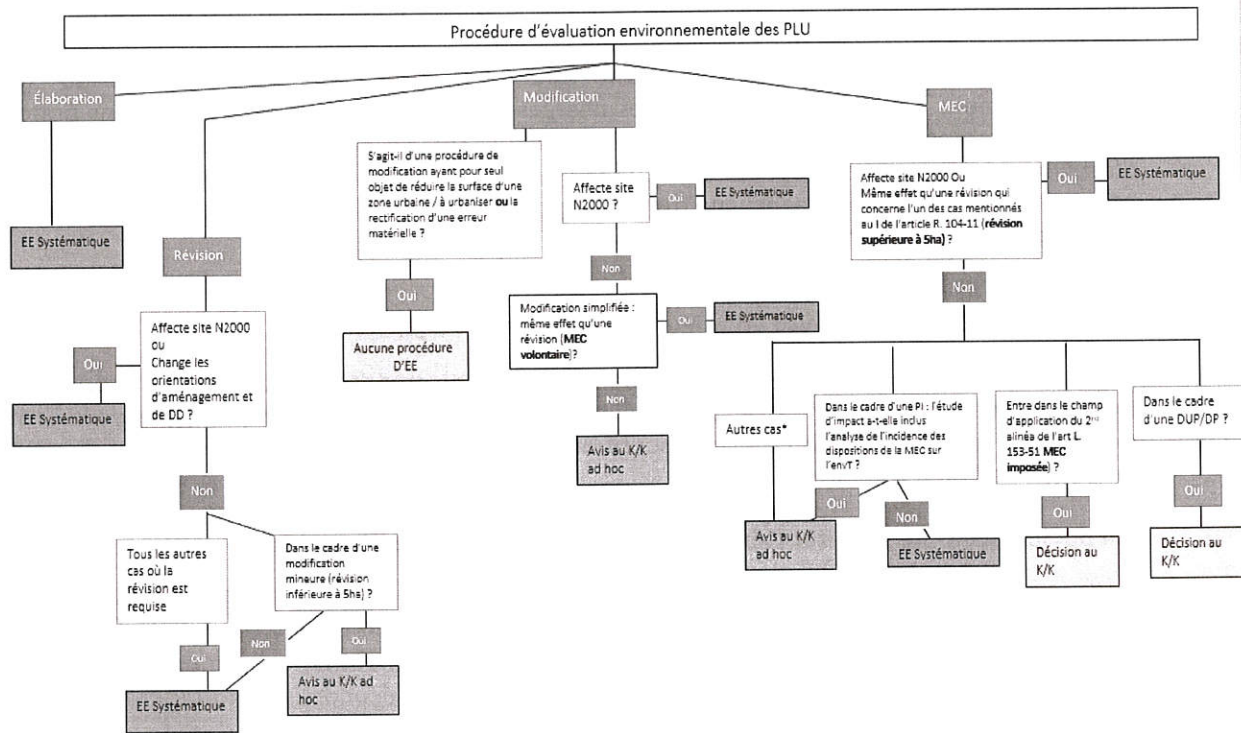 Procédure d'évaluation environnementale des PLU
Élaboration
EE Systématique
Révision
Affecte site N2000
ou
Change les
orientations
d'aménagement et
de DD ?
Oui
EE Systématique
Non
Tous les autres
cas où la
révision est
requise
Oui
EE Systématique
Dans le cadre d'une
modification
mineure (révision
inférieure à 5ha) ?
Non
Oui
Avis au K/K ad
hoc
Modification
S'agit-il d'une procédure de
modification ayant pour seul
objet de réduire la surface d'une
zone urbaine / à urbaniser ou la
rectification d'une erreur
matérielle ?
Oui
Aucune procédure
D'EE
Affecte site
N2000 ?
Oui
EE Systématique
Non
Modification simplifiée :
même effet qu'une
révision (MEC
volontaire)?
Oui
EE Systématique
Non
Avis au K/K
ad hoc
MEC
Affecte site N2000 Ou
Même effet qu'une révision qui
concerne l'un des cas mentionnés
au I de l'article R. 104-11 (révision
supérieure à 5ha) ?
Oui
EE Systématique
Non
Autres cas*
Dans le cadre d'une PI : l'étude
d'impact a-t-elle inclus
l'analyse de l'incidence des
dispositions de la MEC sur
l'envT ?
Oui
Avis au K/K
ad hoc
Non
EE Systématique
Entre dans le champ
d'application du 2nd
alinéa de l'art L.
153-51 MEC
imposée) ?
Oui
Décision au
K/K
Dans le cadre
d'une DUP/DP ?
Oui
Décision au
K/K